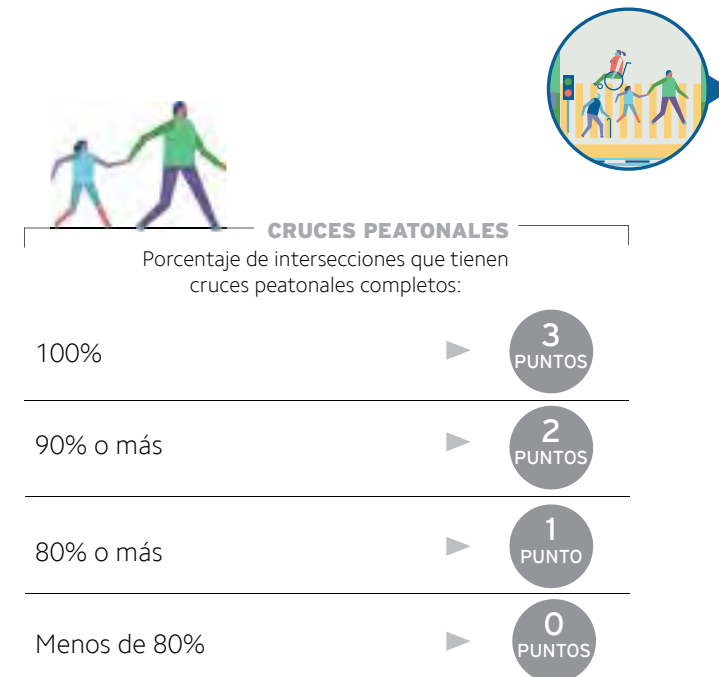 CRUCES PEATONALES
Porcentaje de intersecciones que tienen
cruces peatonales completos:
100%
3
PUNTOS
90% o más
2
PUNTOS
80% o más
1
PUNTO
Menos de 80%
0
PUNTOS